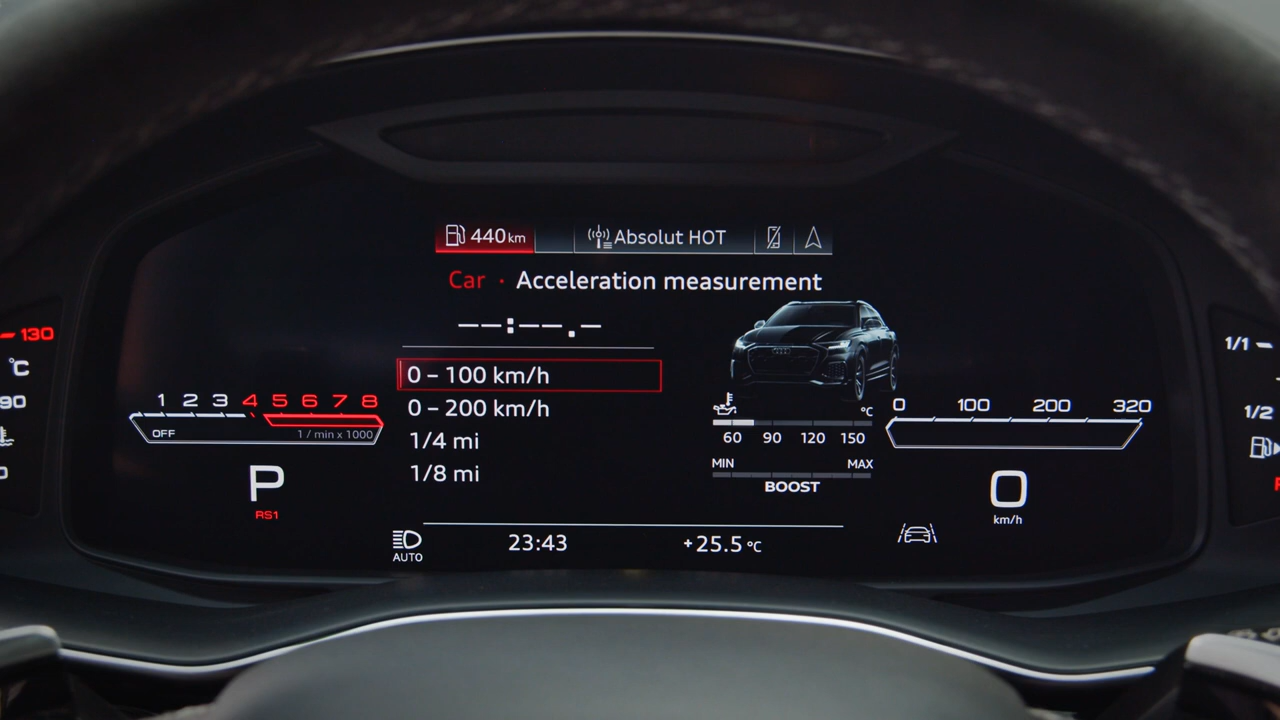 440 km Absolut HOT
Car · Acceleration measurement
--:--.-
0 – 100 km/h
0 – 200 km/h
1/4 mi
1/8 mi
130
°C
90
1 2 3 4 5 6 7 8
OFF 1 / min x 1000
P
RS1
°C
60 90 120 150
MIN MAX
BOOST
0 100 200 320
0
km/h
AUTO
23:43
+25.5 °C
1/1
1/2